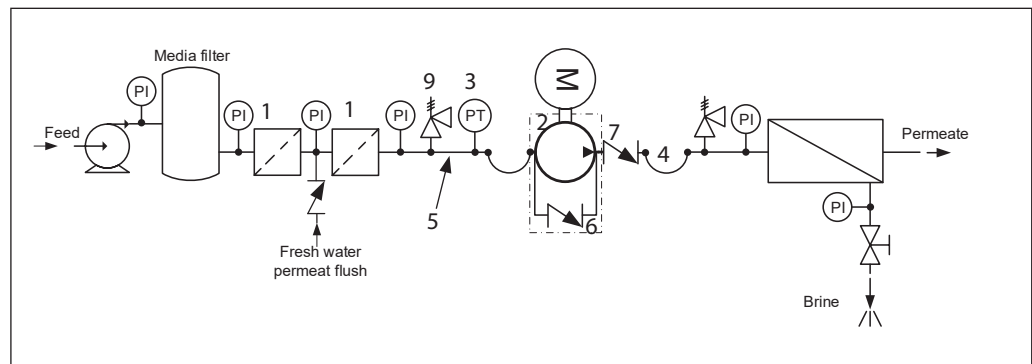 Media filter
PI
9
3
M
PI
1
PI
1
PI
PT
2
7
PI
Feed
Permeate
4
5
6
PI
Fresh water
permeat flush
Brine